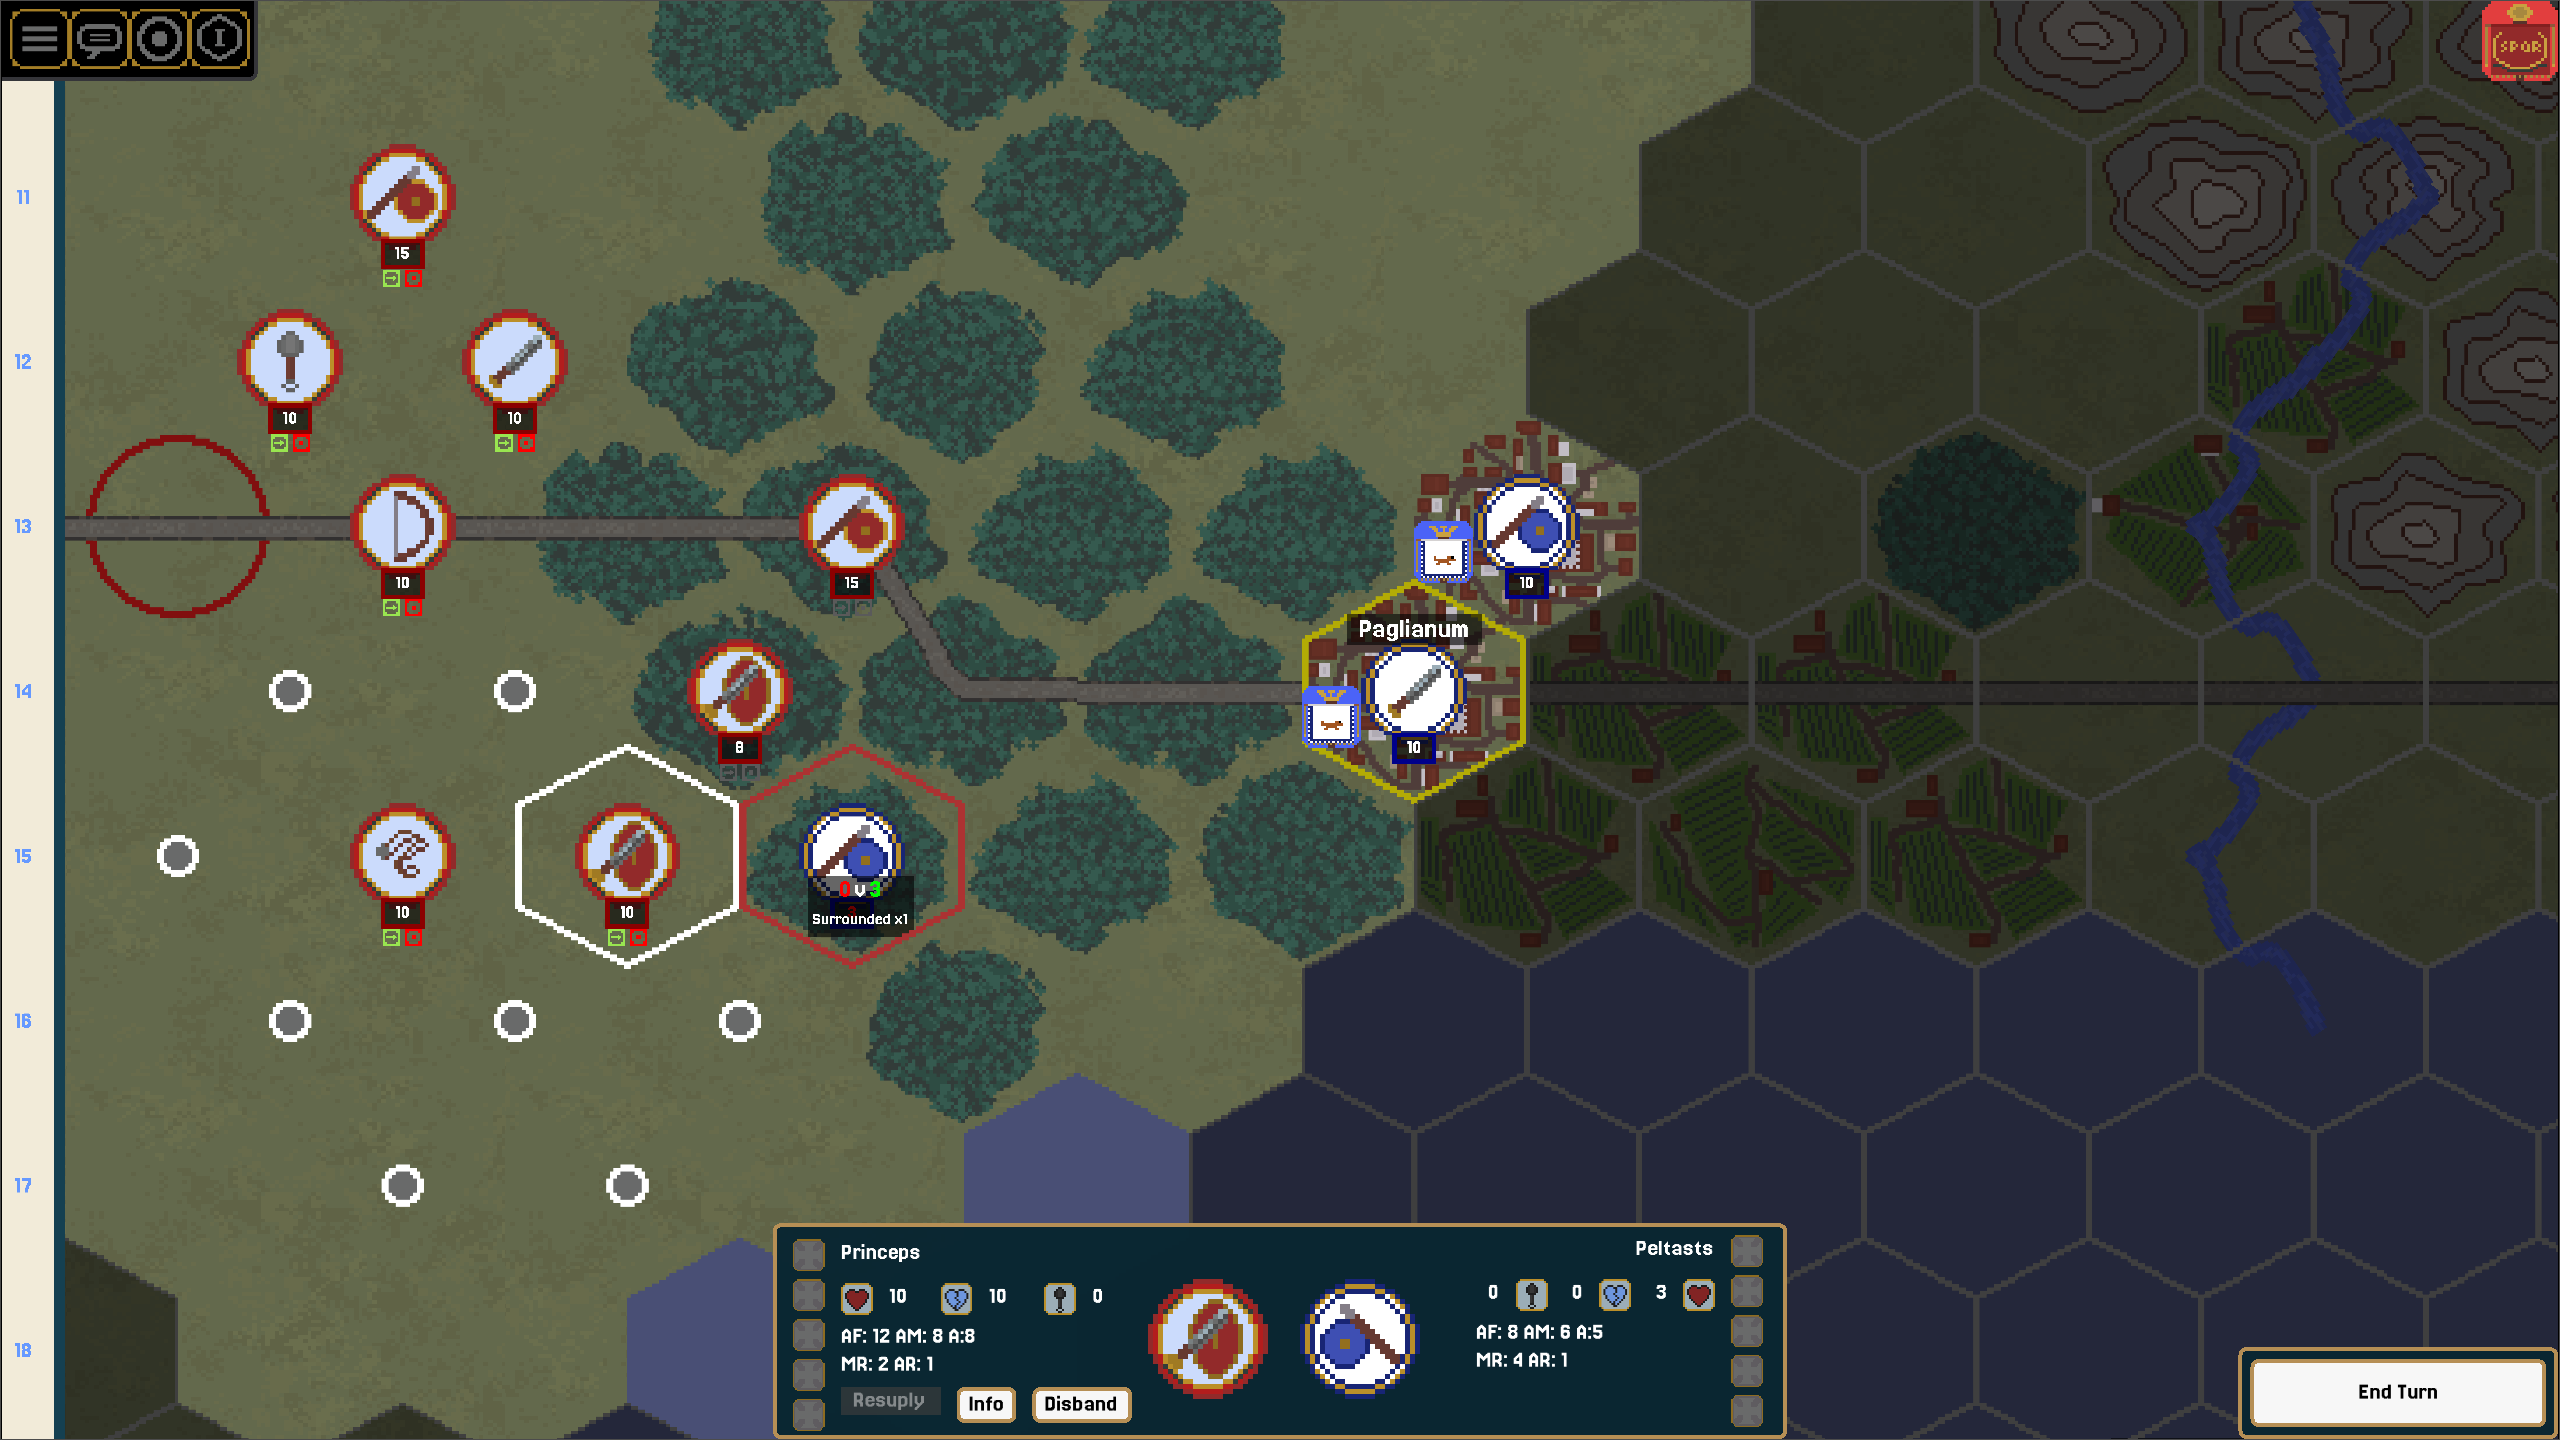 I
SPQR
11
15
12
10
10
13
10
15
10
Paglianum
14
8
10
15
10
10
0 v 3
Surrounded x1
16
17
18
Princeps
10 10 0
AF: 12 AM: 8 A:8
MR: 2 AR: 1
Resuply
Info
Disband
Peltasts
0 0 3
AF: 8 AM: 6 A:5
MR: 4 AR: 1
End Turn